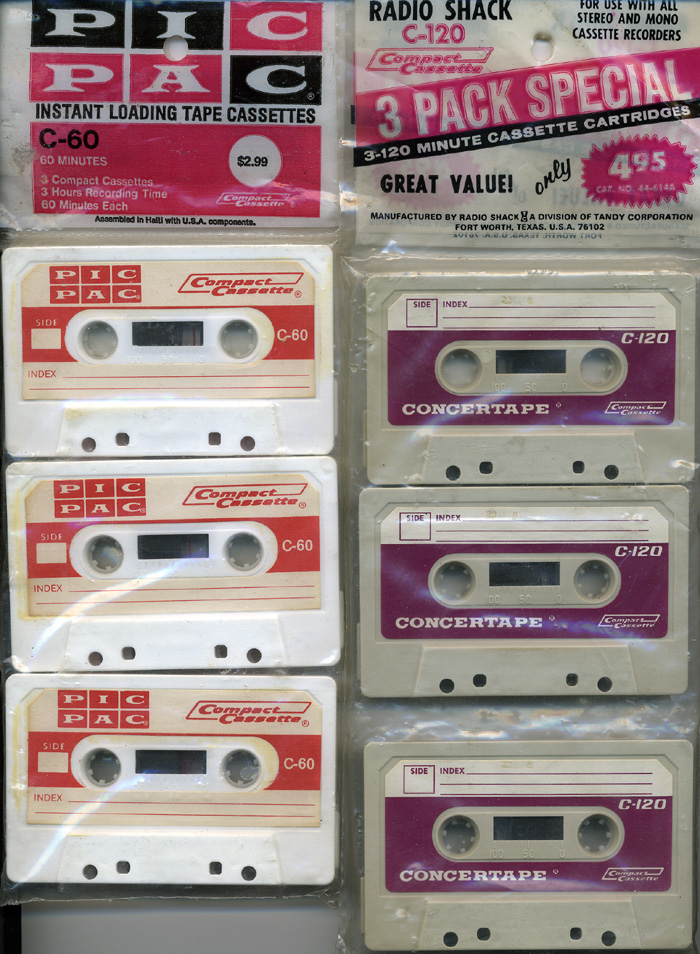 PIC
PAC®
INSTANT LOADING TAPE CASSETTES
C-60
60 MINUTES
$2.99
3 Compact Cassettes
3 Hours Recording Time
60 Minutes Each
Compact
Cassette
Assembled in Haiti with U.S.A. components.
RADIO SHACK
C-120
Compact
Cassette
FOR USE WITH ALL
STEREO AND MONO
CASSETTE RECORDERS
3 PACK SPECIAL
3-120 MINUTE CASSETTE CARTRIDGES
GREAT VALUE!
only
4.95
CAT. NO. 44-614A
MANUFACTURED BY RADIO SHACK A DIVISION OF TANDY CORPORATION
FORT WORTH, TEXAS. U.S.A. 76102
PIC
PAC®
Compact
Cassette®
SIDE
C-60
INDEX
PIC
PAC®
Compact
Cassette®
SIDE
C-60
INDEX
PIC
PAC®
Compact
Cassette®
SIDE
C-60
INDEX
SIDE INDEX
C-120
100 50 0
CONCERTAPE®
Compact
Cassette
SIDE INDEX
C-120
100 50 0
CONCERTAPE®
Compact
Cassette
SIDE INDEX
C-120
100 50 0
CONCERTAPE®
Compact
Cassette